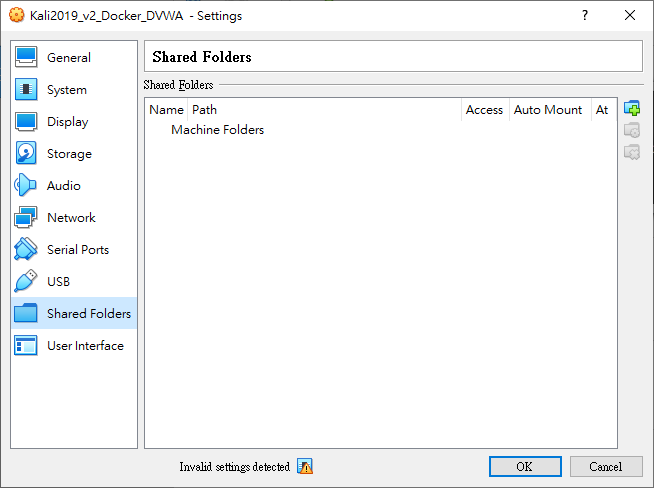 Kali2019_v2_Docker_DVWA - Settings
?
General
System
Display
Storage
Audio
Network
Serial Ports
USB
Shared Folders
User Interface
Shared Folders
Shared Folders
Name Path Access Auto Mount At
Machine Folders
Invalid settings detected
OK Cancel